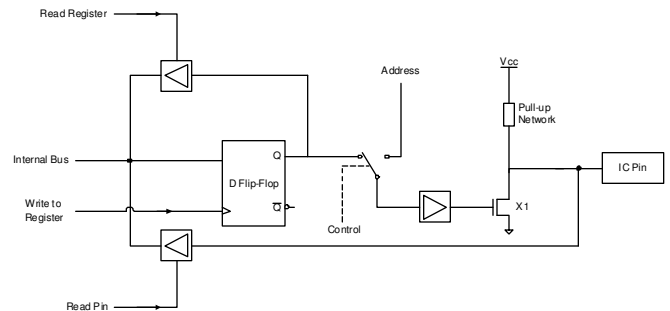 Read Register
Address
Vcc
Pull-up
Network
Internal Bus
Q
D Flip-Flop
IC Pin
Write to
Register
Q
X1
Control
Read Pin